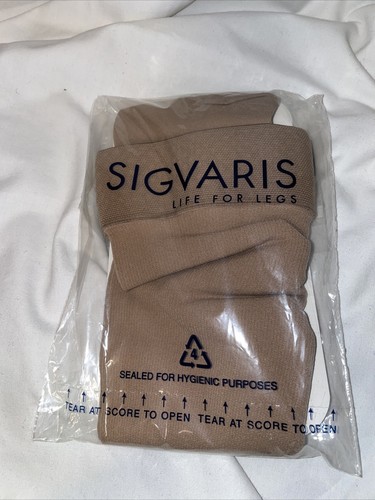 SIGVARIS
LIFE FOR LEGS
4
SEALED FOR HYGIENIC PURPOSES
TEAR AT SCORE TO OPEN TEAR AT SCORE TO OPEN